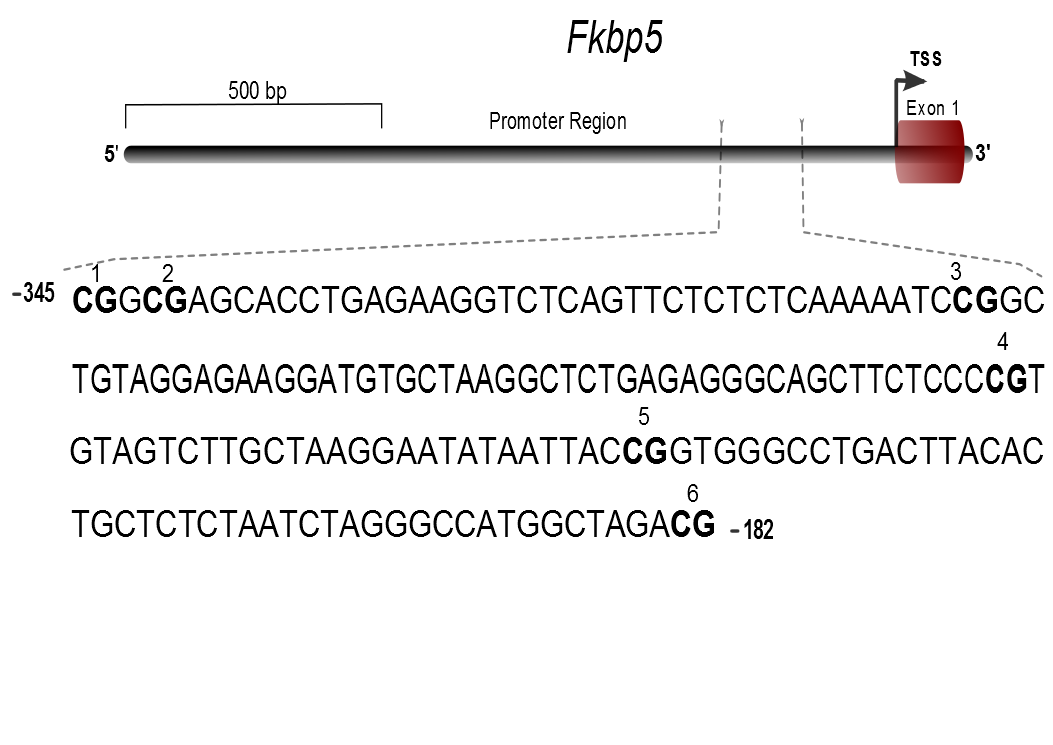 Fkbp5
TSS
500 bp
Exon 1
Promoter Region
5'
3'
1 2 3
-345 CGGCGAGCACCTGAGAAGGTCTCAGTTCTCTCTCAAAAATCCCGGC
4
TGTAGGAGAAGGATGTGCTAAGGCTCTGAGAGGGCAGCTTCTCCCCGT
5
GTAGTCTTGCTAAGGAATATAATTACCGGTGGGCCTGACTTACAC
6
TGCTCTCTAATCTAGGGCCATGGCTAGACG -182